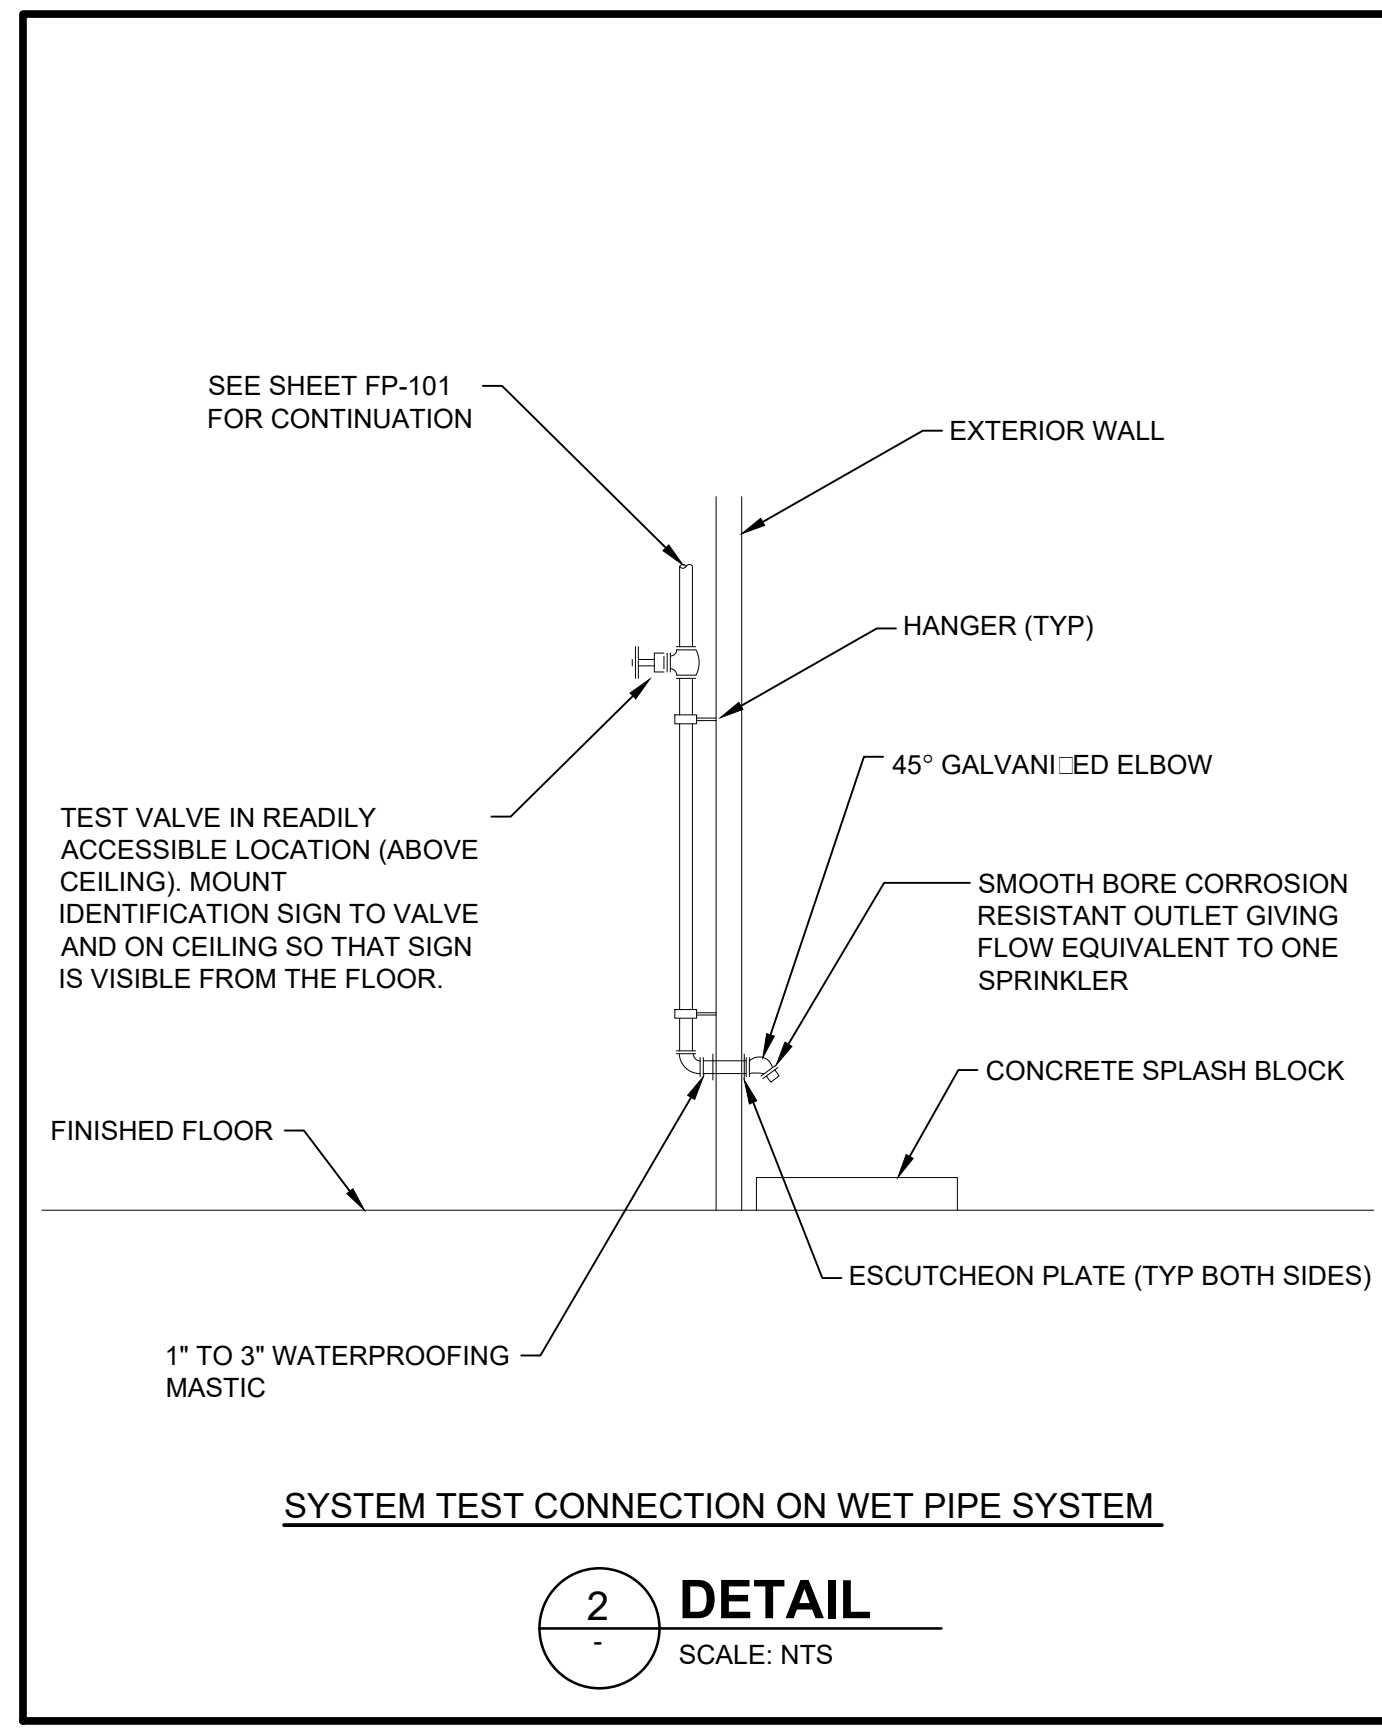 SEE SHEET FP-101
FOR CONTINUATION
EXTERIOR WALL
HANGER (TYP)
45° GALVANI□ED ELBOW
TEST VALVE IN READILY
ACCESSIBLE LOCATION (ABOVE
CEILING). MOUNT
IDENTIFICATION SIGN TO VALVE
AND ON CEILING SO THAT SIGN
IS VISIBLE FROM THE FLOOR.
SMOOTH BORE CORROSION
RESISTANT OUTLET GIVING
FLOW EQUIVALENT TO ONE
SPRINKLER
CONCRETE SPLASH BLOCK
FINISHED FLOOR
ESCUTCHEON PLATE (TYP BOTH SIDES)
1" TO 3" WATERPROOFING
MASTIC
SYSTEM TEST CONNECTION ON WET PIPE SYSTEM
2
-
DETAIL
SCALE: NTS